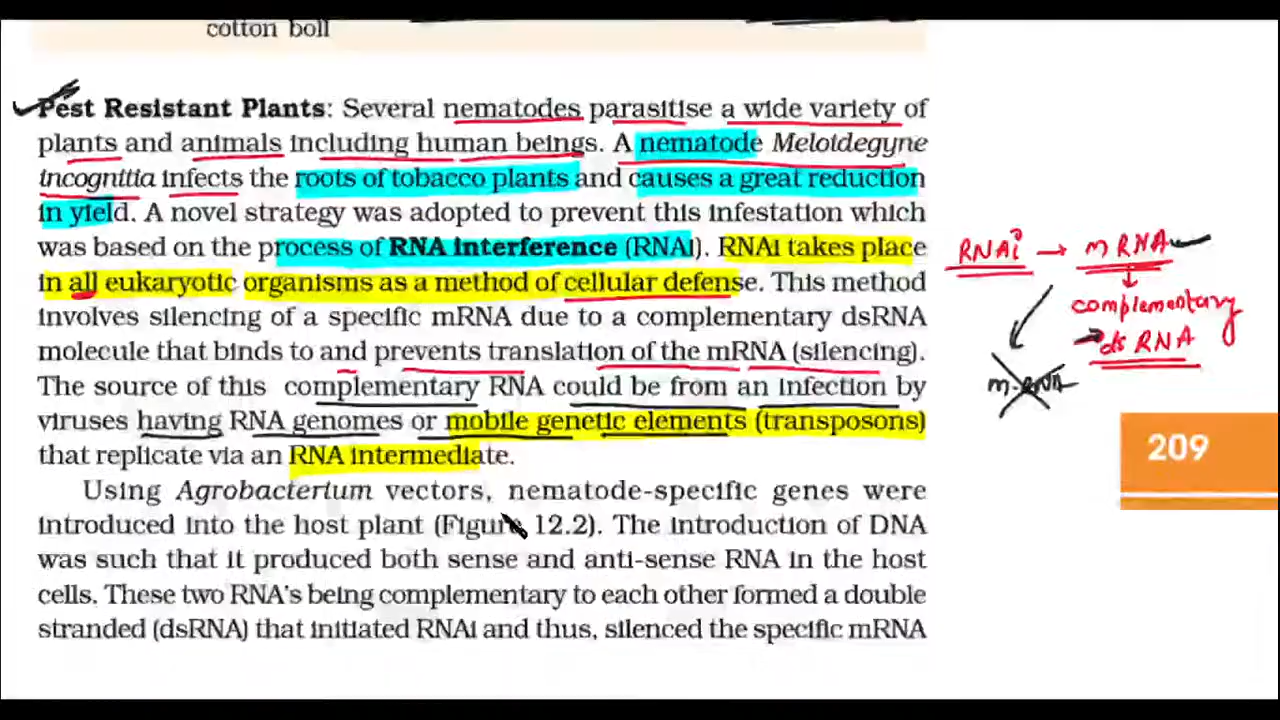 cotton boll
Pest Resistant Plants: Several nematodes parasitise a wide variety of
plants and animals including human beings. A nematode Meloidegyne
incognitia infects the roots of tobacco plants and causes a great reduction
in yield. A novel strategy was adopted to prevent this infestation which
was based on the process of RNA interference (RNAi). RNAi takes place
in all eukaryotic organisms as a method of cellular defense. This method
involves silencing of a specific mRNA due to a complementary dsRNA
molecule that binds to and prevents translation of the mRNA (silencing).
The source of this complementary RNA could be from an infection by
viruses having RNA genomes or mobile genetic elements (transposons)
that replicate via an RNA intermediate.
Using Agrobacterium vectors, nematode-specific genes were
introduced into the host plant (Figure 12.2). The introduction of DNA
was such that it produced both sense and anti-sense RNA in the host
cells. These two RNA's being complementary to each other formed a double
stranded (dsRNA) that initiated RNAi and thus, silenced the specific mRNA
RNAi → mRNA
complementary
ds RNA
m-RNA
209